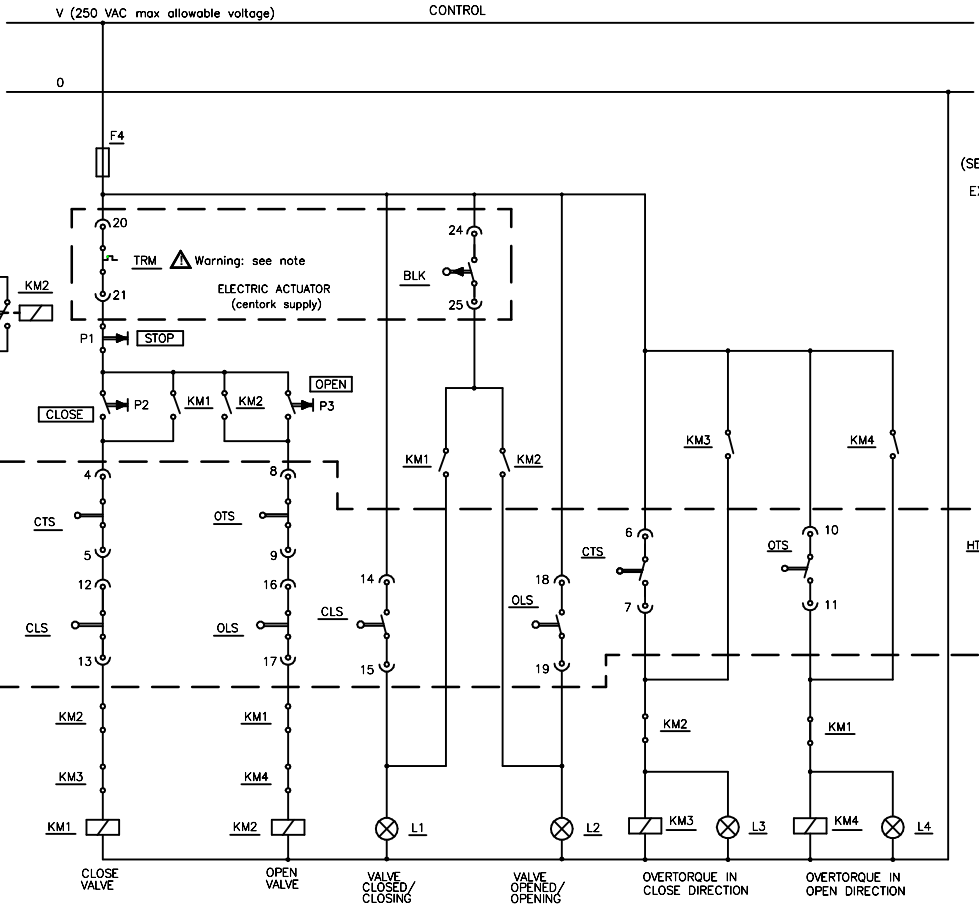 V (250 VAC max allowable voltage)
CONTROL
0
F4
(SE
EX
20
TRM
Warning: see note
24
BLK
ELECTRIC ACTUATOR
(centork supply)
21
25
KM2
P1
STOP
OPEN
CLOSE
P2
KM1
KM2
P3
KM3
KM4
KM1
KM2
4
8
CTS
OTS
5
9
6
10
CTS
OTS
HT
12
16
14
18
7
11
CLS
OLS
CLS
OLS
13
17
15
19
KM2
KM1
KM2
KM1
KM3
KM4
KM1
KM2
L1
L2
KM3
L3
KM4
L4
CLOSE
VALVE
OPEN
VALVE
VALVE
CLOSED/
CLOSING
VALVE
OPENED/
OPENING
OVERTORQUE IN
CLOSE DIRECTION
OVERTORQUE IN
OPEN DIRECTION